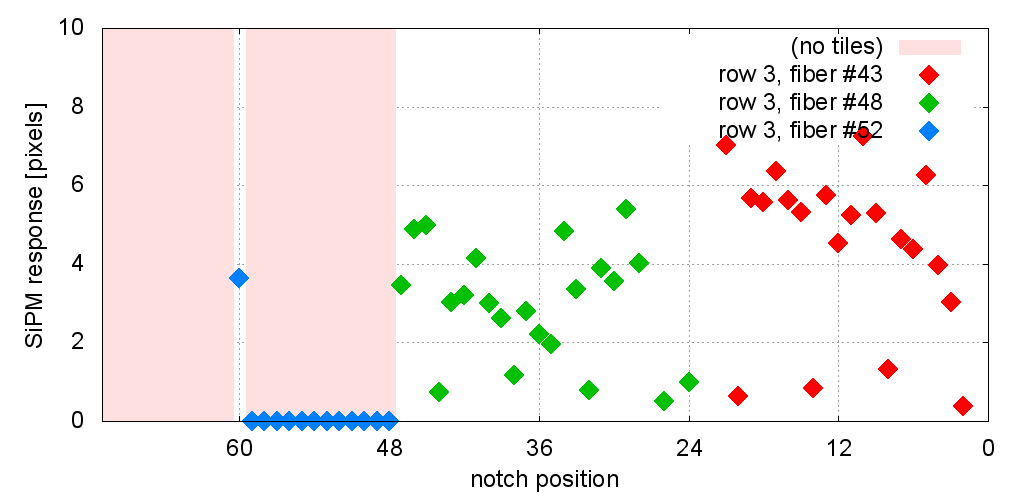 10
8
6
4
2
0
SiPM response [pixels]
(no tiles)
row 3, fiber #43
row 3, fiber #48
row 3, fiber #52
60 48 36 24 12 0
notch position